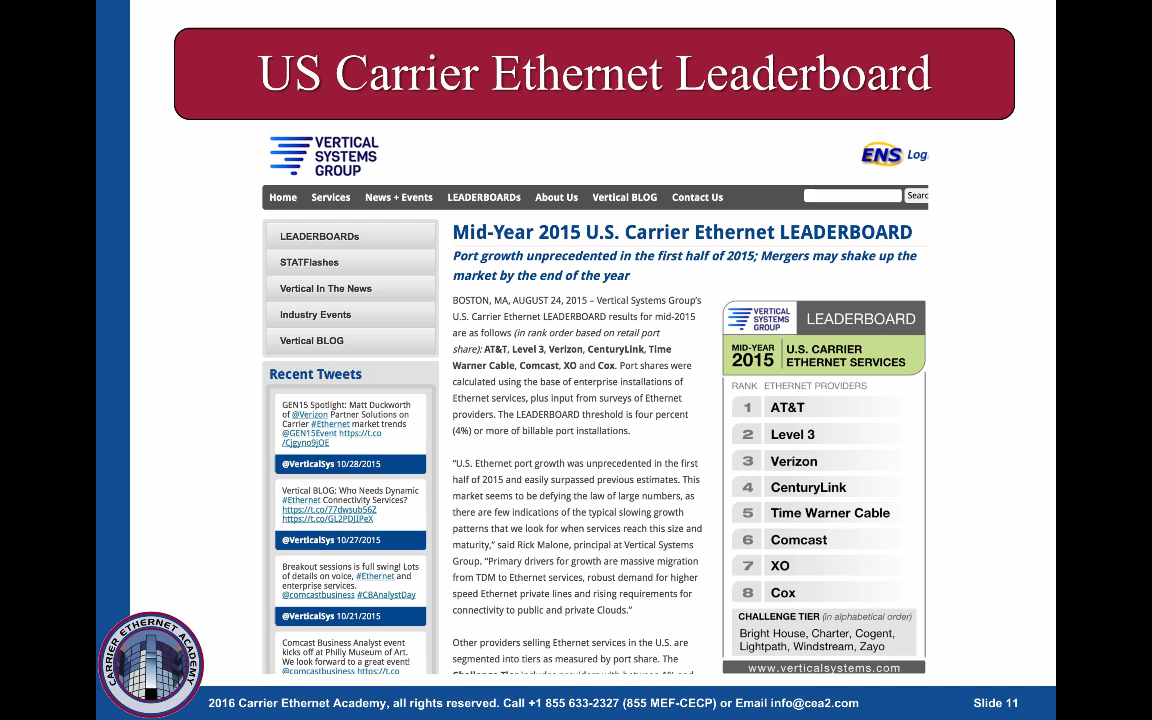 US Carrier Ethernet Leaderboard
VERTICAL
SYSTEMS
GROUP
ENS Log
Home Services News + Events LEADERBOARDs About Us Vertical BLOG Contact Us Searc
LEADERBOARDs
STATFlashes
Vertical In The News
Industry Events
Vertical BLOG
Recent Tweets
GEN15 Spotlight: Matt Duckworth
of @Verizon Partner Solutions on
Carrier #Ethernet market trends
@GEN15Event https://t.co
/Cjgyno9jOE
@VerticalSys 10/28/2015
Vertical BLOG: Who Needs Dynamic
#Ethernet Connectivity Services?
https://t.co/77dwsub56Z
https://t.co/GL2PDJIPeX
@VerticalSys 10/27/2015
Breakout sessions is full swing! Lots
of details on voice, #Ethernet and
enterprise services.
@comcastbusiness #CBAnalystDay
@VerticalSys 10/21/2015
Comcast Business Analyst event
kicks off at Philly Museum of Art.
We look forward to a great event!
@comcastbusiness https://t.co
Mid-Year 2015 U.S. Carrier Ethernet LEADERBOARD
Port growth unprecedented in the first half of 2015; Mergers may shake up the
market by the end of the year
BOSTON, MA, AUGUST 24, 2015 – Vertical Systems Group's
U.S. Carrier Ethernet LEADERBOARD results for mid-2015
are as follows (in rank order based on retail port
share): AT&T, Level 3, Verizon, CenturyLink, Time
Warner Cable, Comcast, XO and Cox. Port shares were
calculated using the base of enterprise installations of
Ethernet services, plus input from surveys of Ethernet
providers. The LEADERBOARD threshold is four percent
(4%) or more of billable port installations.
"U.S. Ethernet port growth was unprecedented in the first
half of 2015 and easily surpassed previous estimates. This
market seems to be defying the law of large numbers, as
there are few indications of the typical slowing growth
patterns that we look for when services reach this size and
maturity," said Rick Malone, principal at Vertical Systems
Group. "Primary drivers for growth are massive migration
from TDM to Ethernet services, robust demand for higher
speed Ethernet private lines and rising requirements for
connectivity to public and private Clouds."
Other providers selling Ethernet services in the U.S. are
segmented into tiers as measured by port share. The
VERTICAL
SYSTEMS
GROUP
LEADERBOARD
MID-YEAR
2015
U.S. CARRIER
ETHERNET SERVICES
RANK ETHERNET PROVIDERS
1 AT&T
2 Level 3
3 Verizon
4 CenturyLink
5 Time Warner Cable
6 Comcast
7 XO
8 Cox
CHALLENGE TIER (in alphabetical order)
Bright House, Charter, Cogent,
Lightpath, Windstream, Zayo
www.verticalsystems.com
CARRIER ETHERNET ACADEMY
2016 Carrier Ethernet Academy, all rights reserved. Call +1 855 633-2327 (855 MEF-CECP) or Email info@cea2.com
Slide 11